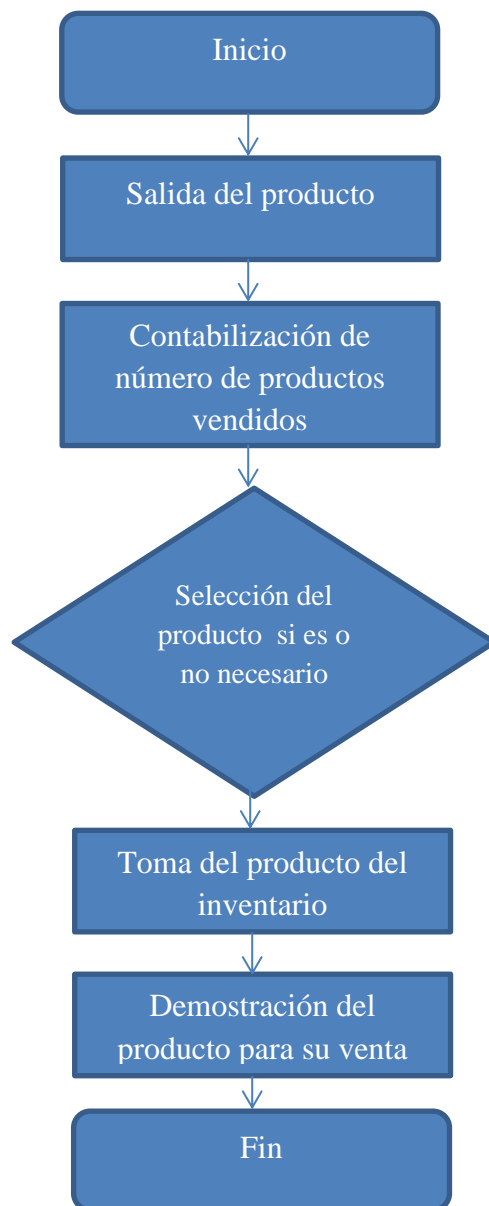 Inicio
Salida del producto
Contabilización de
número de productos
vendidos
Selección del
producto si es o
no necesario
Toma del producto del
inventario
Demostración del
producto para su venta
Fin